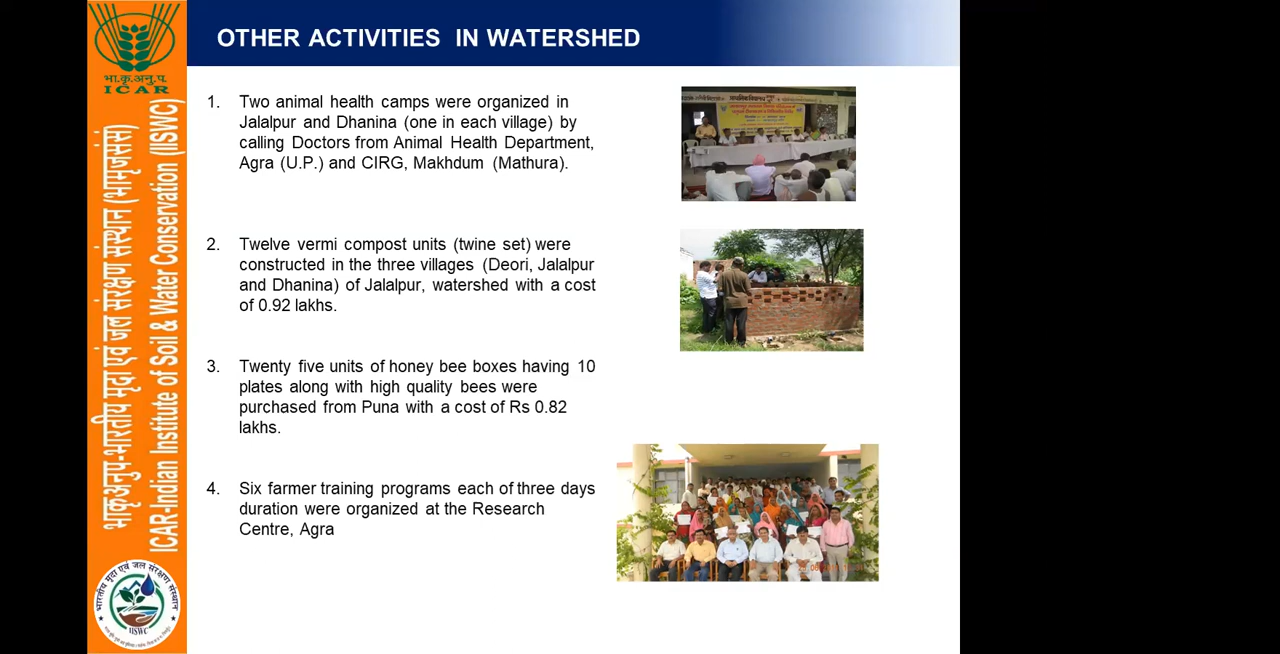 भा.कृ.अनु.प.
ICAR
भाकृअनुप-भारतीय मृदा एवं जल संरक्षण संस्थान (भामृजसंसं)
ICAR-Indian Institute of Soil & Water Conservation (IISWC)
भारतीय मृदा एवं जल संरक्षण संस्थान
IISWC
OTHER ACTIVITIES IN WATERSHED
1. Two animal health camps were organized in
Jalalpur and Dhanina (one in each village) by
calling Doctors from Animal Health Department,
Agra (U.P.) and CIRG, Makhdum (Mathura).
2. Twelve vermi compost units (twine set) were
constructed in the three villages (Deori, Jalalpur
and Dhanina) of Jalalpur, watershed with a cost
of 0.92 lakhs.
3. Twenty five units of honey bee boxes having 10
plates along with high quality bees were
purchased from Puna with a cost of Rs 0.82
lakhs.
4. Six farmer training programs each of three days
duration were organized at the Research
Centre, Agra